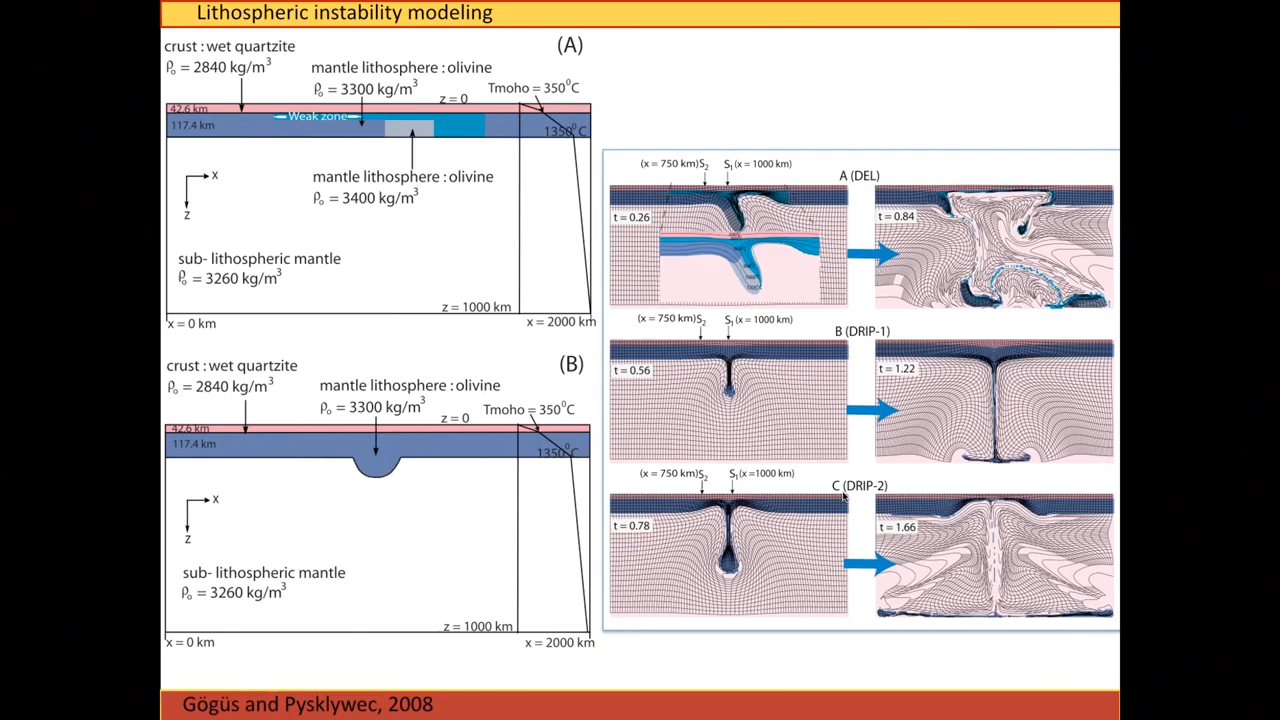 Lithospheric instability modeling
(A)
crust : wet quartzite
ρo = 2840 kg/m³
mantle lithosphere : olivine
ρo = 3300 kg/m³
Tmoho = 350⁰C
z = 0
42.6 km
Weak zone
117.4 km
1350⁰C
mantle lithosphere : olivine
ρo = 3400 kg/m³
X
Z
sub- lithospheric mantle
ρo = 3260 kg/m³
z = 1000 km
x = 0 km
x = 2000 km
(B)
crust : wet quartzite
ρo = 2840 kg/m³
mantle lithosphere : olivine
ρo = 3300 kg/m³
Tmoho = 350⁰C
z = 0
42.6 km
117.4 km
1350⁰C
X
Z
sub- lithospheric mantle
ρo = 3260 kg/m³
z = 1000 km
x = 0 km
x = 2000 km
(x = 750 km)S₂ S₁(x = 1000 km)
A (DEL)
t = 0.26
t = 0.84
(x = 750 km)S₂ S₁(x = 1000 km)
B (DRIP-1)
t = 0.56
t = 1.22
(x = 750 km)S₂ S₁(x =1000 km)
C (DRIP-2)
t = 0.78
t = 1.66
Gögüs and Pysklywec, 2008